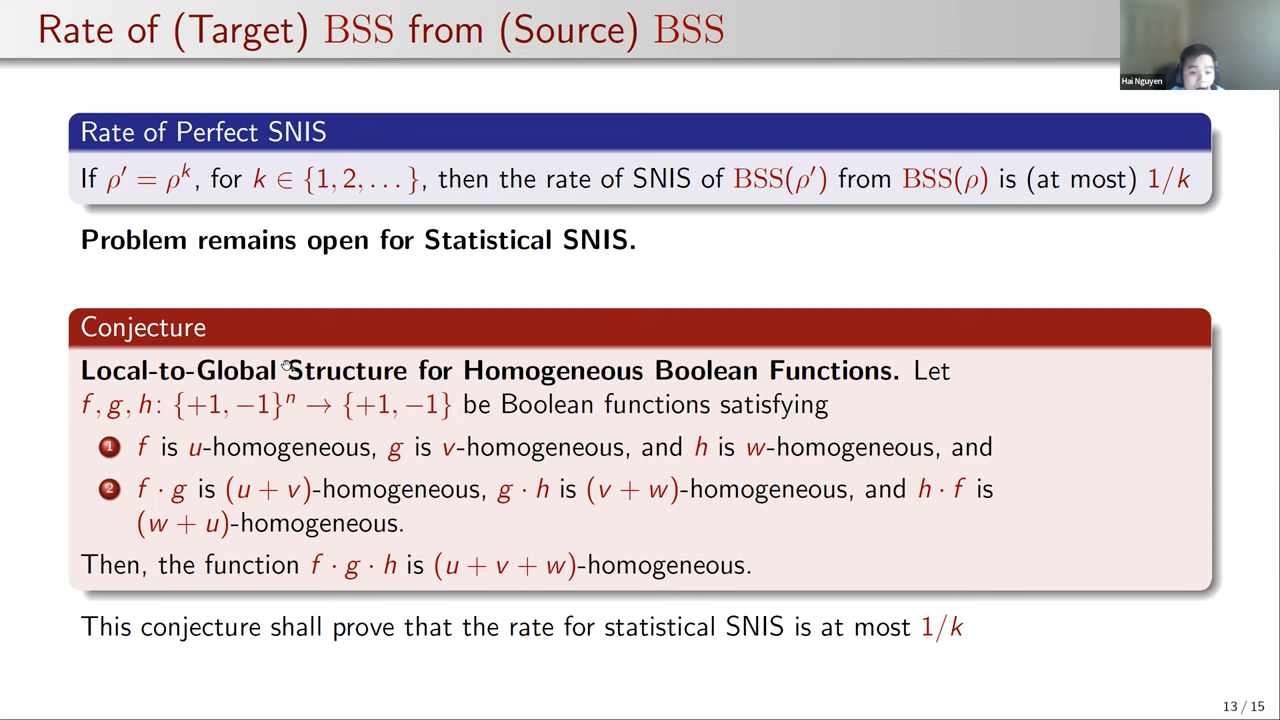 Rate of (Target) BSS from (Source) BSS
Hai Nguyen
Rate of Perfect SNIS
If ρ′ = ρᵏ, for k ∈ {1, 2, . . . }, then the rate of SNIS of BSS(ρ′) from BSS(ρ) is (at most) 1/k
Problem remains open for Statistical SNIS.
Conjecture
Local-to-Global Structure for Homogeneous Boolean Functions. Let
f, g, h: {+1, −1}ⁿ → {+1, −1} be Boolean functions satisfying
1 f is u-homogeneous, g is v-homogeneous, and h is w-homogeneous, and
2 f · g is (u + v)-homogeneous, g · h is (v + w)-homogeneous, and h · f is
(w + u)-homogeneous.
Then, the function f · g · h is (u + v + w)-homogeneous.
This conjecture shall prove that the rate for statistical SNIS is at most 1/k
13 / 15